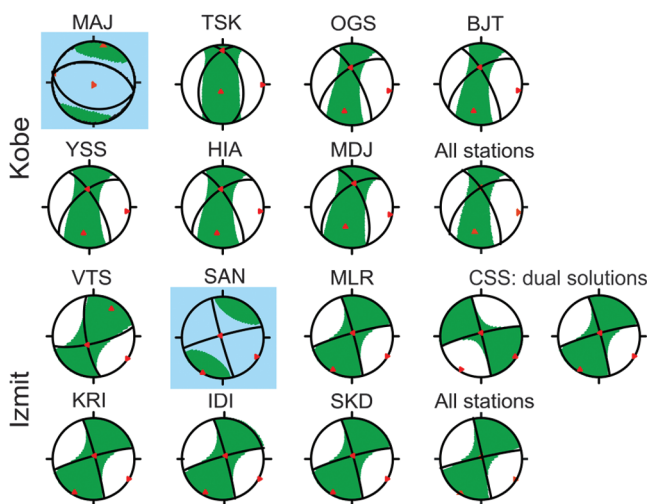 MAJ TSK OGS BJT
Kobe
YSS HIA MDJ All stations
VTS SAN MLR CSS: dual solutions
Izmit
KRI IDI SKD All stations